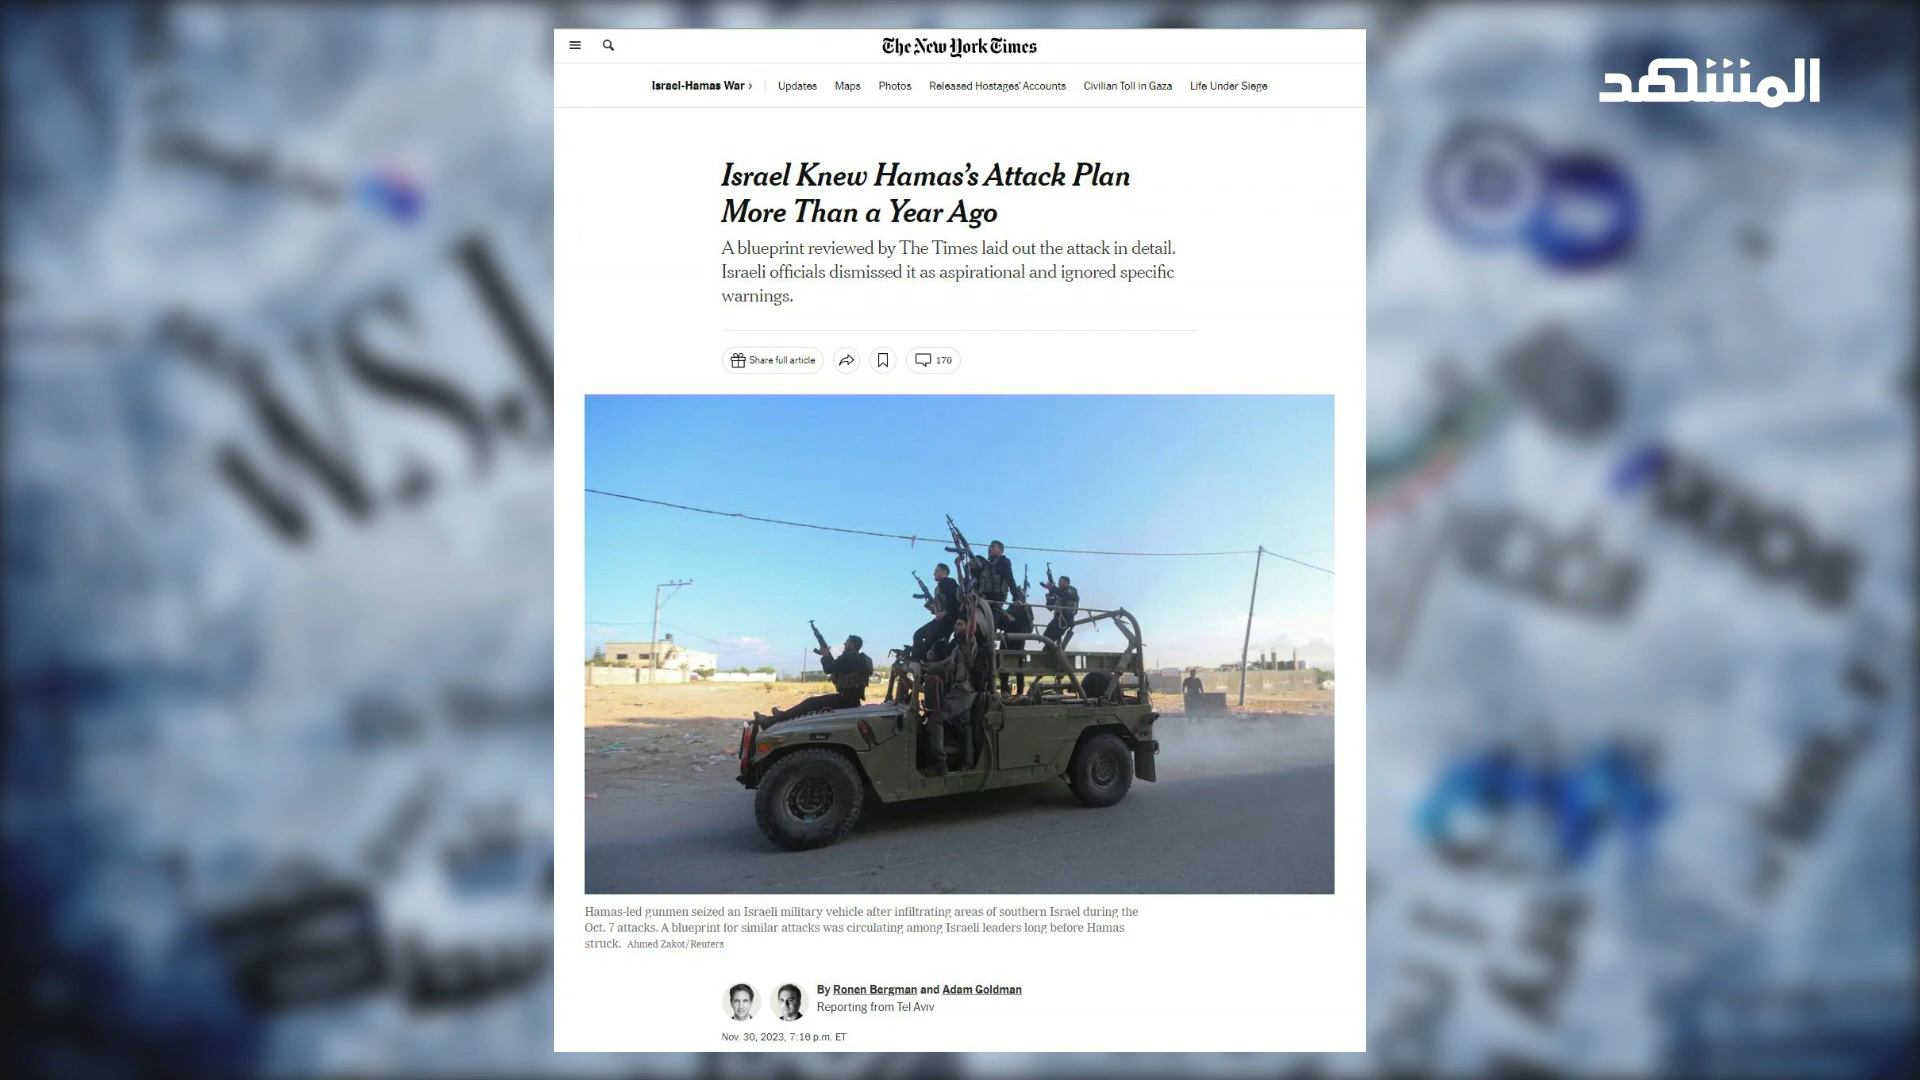 The New York Times
المشهد
Israel-Hamas War › Updates Maps Photos Released Hostages' Accounts Civilian Toll in Gaza Life Under Siege
Israel Knew Hamas’s Attack Plan
More Than a Year Ago
A blueprint reviewed by The Times laid out the attack in detail.
Israeli officials dismissed it as aspirational and ignored specific
warnings.
Share full article 176
WSJ
Hamas-led gunmen seized an Israeli military vehicle after infiltrating areas of southern Israel during the
Oct. 7 attacks. A blueprint for similar attacks was circulating among Israeli leaders long before Hamas
struck. Ahmed Zakot/Reuters
By Ronen Bergman and Adam Goldman
Reporting from Tel Aviv
Nov. 30, 2023, 7:16 p.m. ET